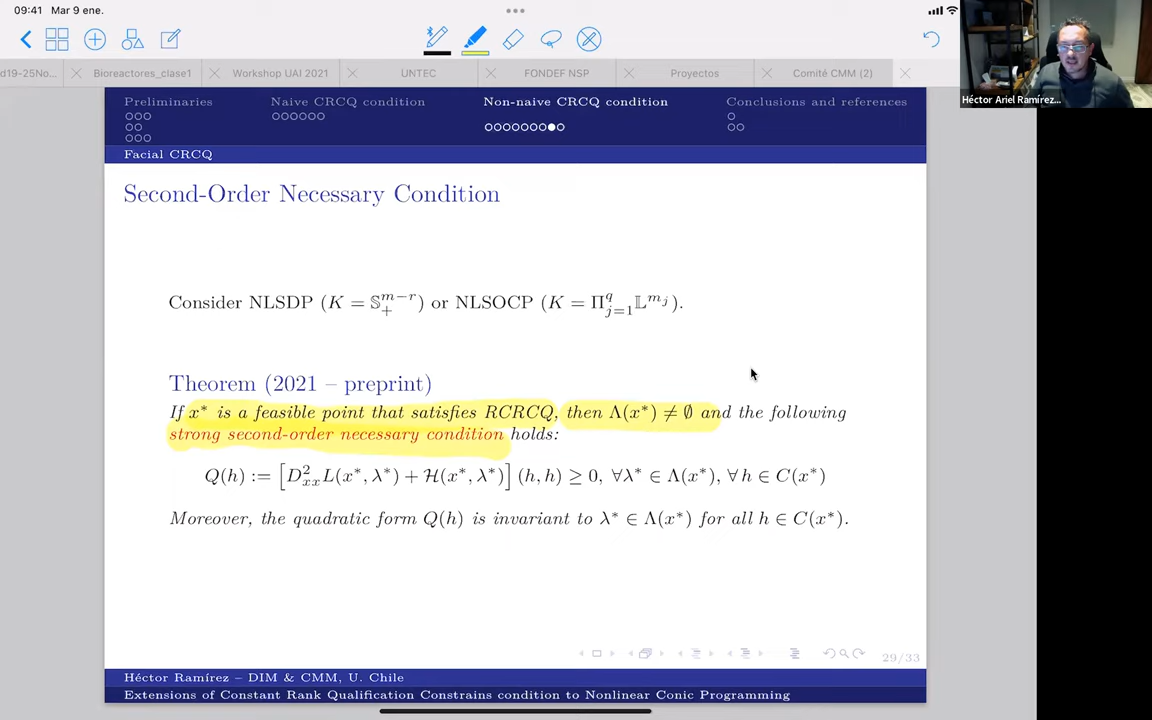 09:41 Mar 9 ene.
d19-25No... Bioreactores_clase1 Workshop UAI 2021 UNTEC FONDEF NSP Proyectos Comité CMM (2)
Héctor Ariel Ramírez...
Preliminaries Naive CRCQ condition Non-naive CRCQ condition Conclusions and references
Facial CRCQ
Second-Order Necessary Condition
Consider NLSDP (K = 𝕊₊^{m−r}) or NLSOCP (K = Π_{j=1}^{q} 𝕃^{m_j}).
Theorem (2021 – preprint)
If x* is a feasible point that satisfies RCRCQ, then Λ(x*) ≠ ∅ and the following
strong second-order necessary condition holds:
Q(h) := [D²ₓₓL(x*, λ*) + ℋ(x*, λ*)] (h, h) ≥ 0, ∀λ* ∈ Λ(x*), ∀ h ∈ C(x*)
Moreover, the quadratic form Q(h) is invariant to λ* ∈ Λ(x*) for all h ∈ C(x*).
29/33
Héctor Ramírez – DIM & CMM, U. Chile
Extensions of Constant Rank Qualification Constrains condition to Nonlinear Conic Programming